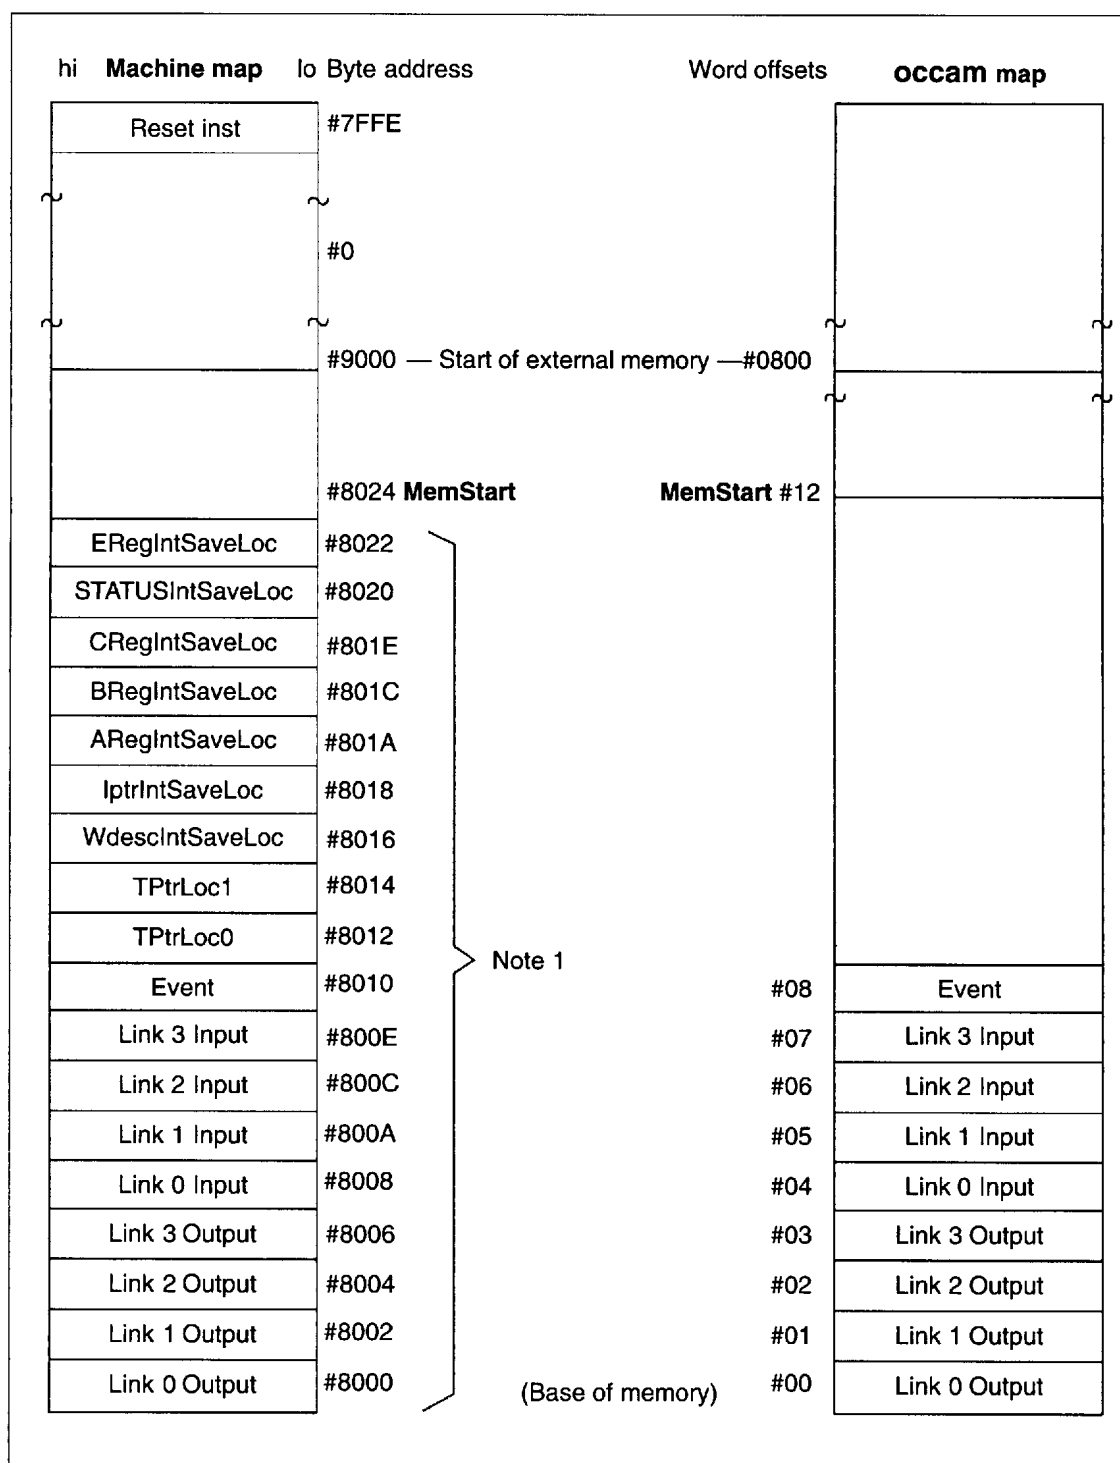 hi Machine map lo Byte address Word offsets occam map
Reset inst #7FFE
#0
#9000 — Start of external memory — #0800
#8024 MemStart MemStart #12
ERegIntSaveLoc #8022
STATUSIntSaveLoc #8020
CRegIntSaveLoc #801E
BRegIntSaveLoc #801C
ARegIntSaveLoc #801A
IptrIntSaveLoc #8018
WdescIntSaveLoc #8016
TPtrLoc1 #8014
TPtrLoc0 #8012
Note 1
Event #8010 #08 Event
Link 3 Input #800E #07 Link 3 Input
Link 2 Input #800C #06 Link 2 Input
Link 1 Input #800A #05 Link 1 Input
Link 0 Input #8008 #04 Link 0 Input
Link 3 Output #8006 #03 Link 3 Output
Link 2 Output #8004 #02 Link 2 Output
Link 1 Output #8002 #01 Link 1 Output
Link 0 Output #8000 (Base of memory) #00 Link 0 Output